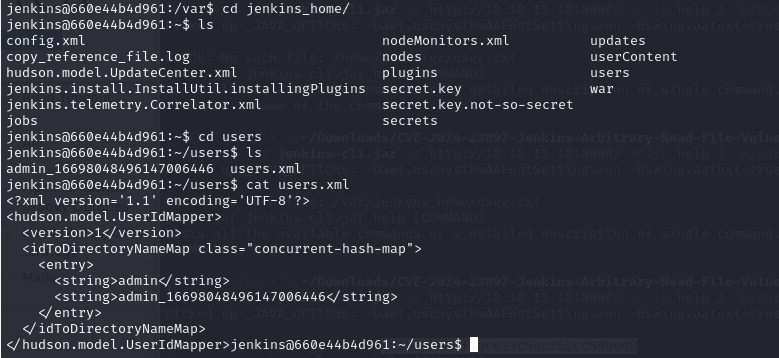 jenkins@660e44b4d961:/var$ cd jenkins_home/
jenkins@660e44b4d961:~$ ls
config.xml nodeMonitors.xml updates
copy_reference_file.log nodes userContent
hudson.model.UpdateCenter.xml plugins users
jenkins.install.InstallUtil.installingPlugins secret.key war
jenkins.telemetry.Correlator.xml secret.key.not-so-secret
jobs secrets
jenkins@660e44b4d961:~$ cd users
jenkins@660e44b4d961:~/users$ ls
admin_16698048496147006446 users.xml
jenkins@660e44b4d961:~/users$ cat users.xml
<?xml version='1.1' encoding='UTF-8'?>
<hudson.model.UserIdMapper>
<version>1</version>
<idToDirectoryNameMap class="concurrent-hash-map">
<entry>
<string>admin</string>
<string>admin_16698048496147006446</string>
</entry>
</idToDirectoryNameMap>
</hudson.model.UserIdMapper>jenkins@660e44b4d961:~/users$